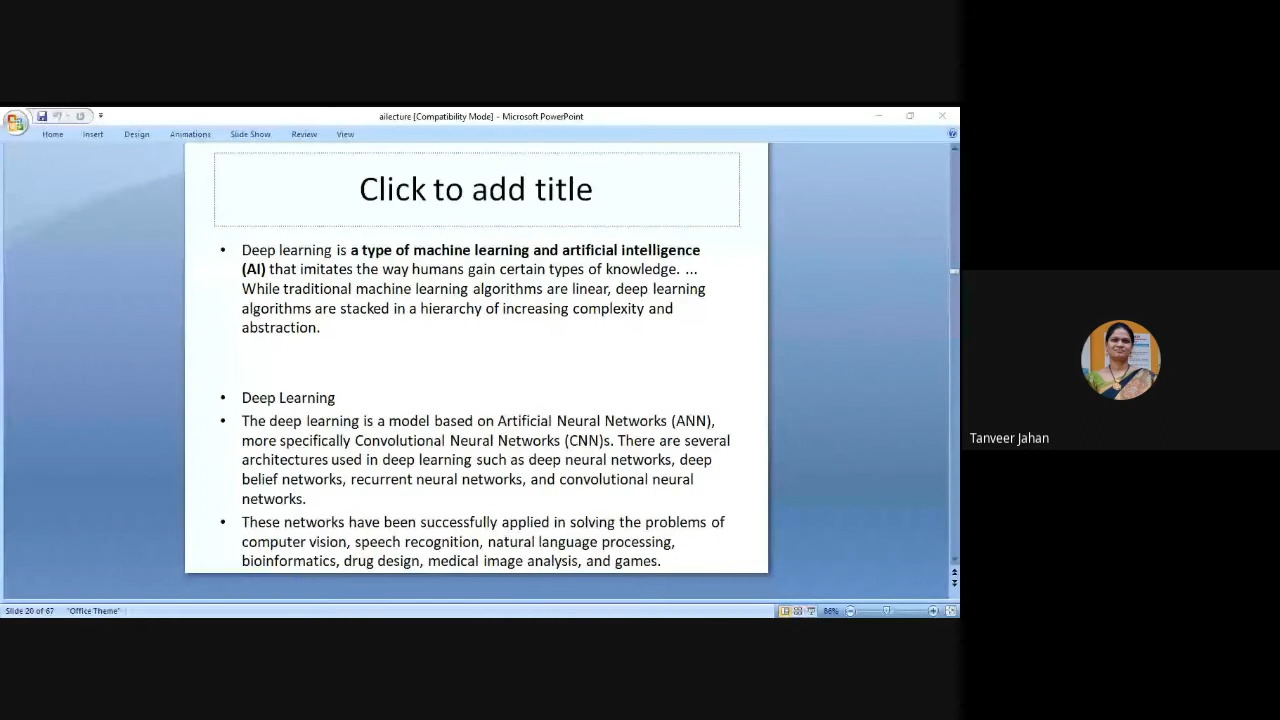 ailecture [Compatibility Mode] - Microsoft PowerPoint
Home Insert Design Animations Slide Show Review View
Click to add title
• Deep learning is a type of machine learning and artificial intelligence
(AI) that imitates the way humans gain certain types of knowledge. ...
While traditional machine learning algorithms are linear, deep learning
algorithms are stacked in a hierarchy of increasing complexity and
abstraction.
• Deep Learning
• The deep learning is a model based on Artificial Neural Networks (ANN),
more specifically Convolutional Neural Networks (CNN)s. There are several
architectures used in deep learning such as deep neural networks, deep
belief networks, recurrent neural networks, and convolutional neural
networks.
• These networks have been successfully applied in solving the problems of
computer vision, speech recognition, natural language processing,
bioinformatics, drug design, medical image analysis, and games.
Tanveer Jahan
Slide 20 of 67 "Office Theme" 86%